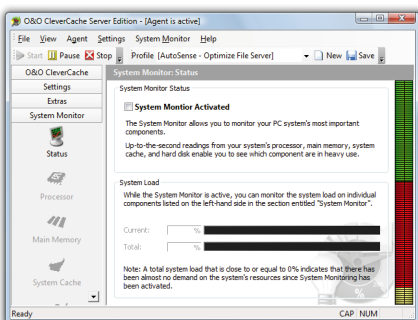 O&O CleverCache Server Edition - [Agent is active]
File View Agent Settings System Monitor Help
Start Pause Stop Profile [AutoSense - Optimize File Server] New Save
O&O CleverCache
System Monitor: Status
Settings
Extras
System Monitor
Status
Processor
Main Memory
System Cache
System Monitor Status
System Montior Activated
The System Monitor allows you to monitor your PC system's most important
components.
Up-to-the-second readings from your system's processor, main memory, system
cache, and hard disk enable you to see which component are in heavy use.
System Load
While the System Monitor is active, you can monitor the system load on individual
components listed on the left-hand side in the section entitled "System Monitor".
Current: %
Total: %
Note: A total system load that is close to or equal to 0% indicates that there has
been almost no demand on the system's resources since System Monitoring has
been activated.
%
Ready
CAP NUM